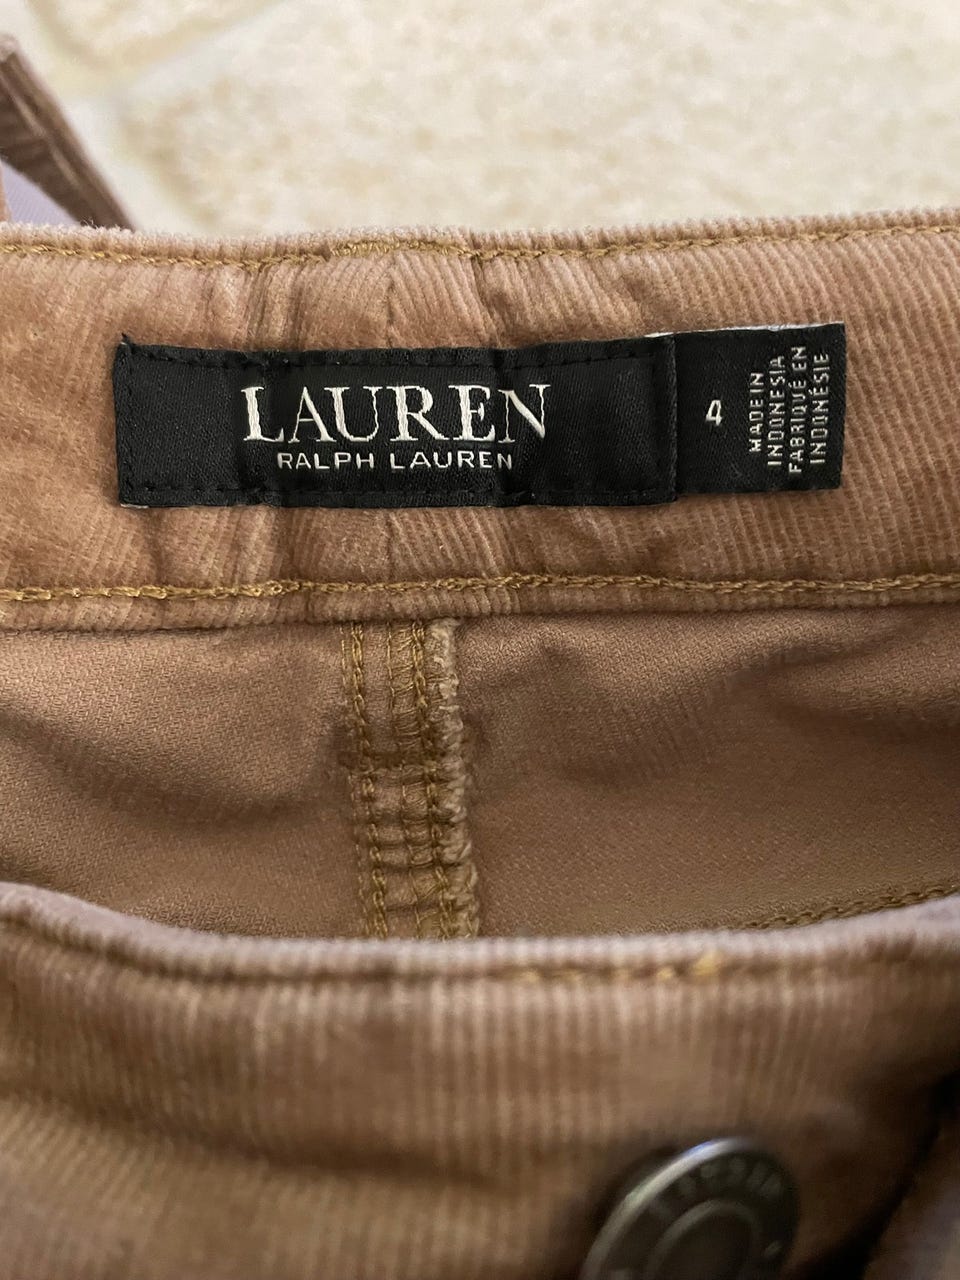 LAUREN
RALPH LAUREN
4
MADE IN
INDONESIA
FABRIQUÉ EN
INDONÉSIE